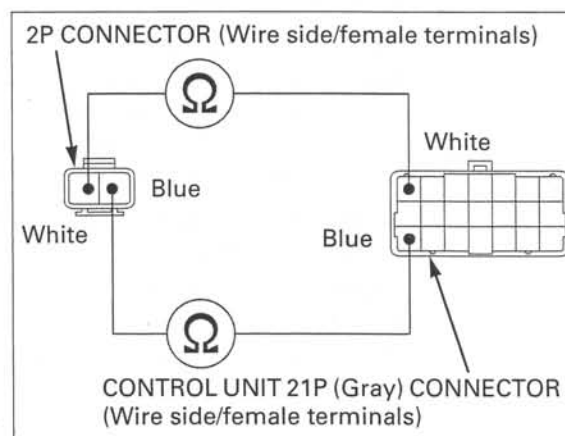 2P CONNECTOR (Wire side/female terminals)
Ω
White
Blue
White
Blue
Ω
CONTROL UNIT 21P (Gray) CONNECTOR
(Wire side/female terminals)